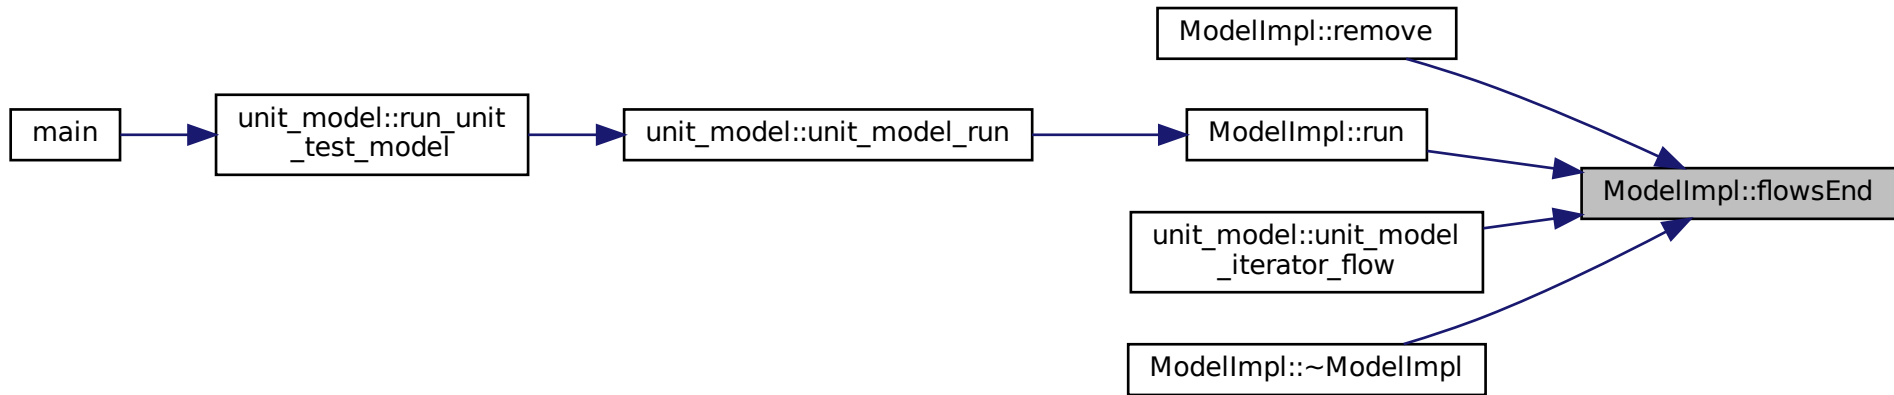 ModelImpl::remove
main
unit_model::run_unit
_test_model
unit_model::unit_model_run
ModelImpl::run
ModelImpl::flowsEnd
unit_model::unit_model
_iterator_flow
ModelImpl::~ModelImpl